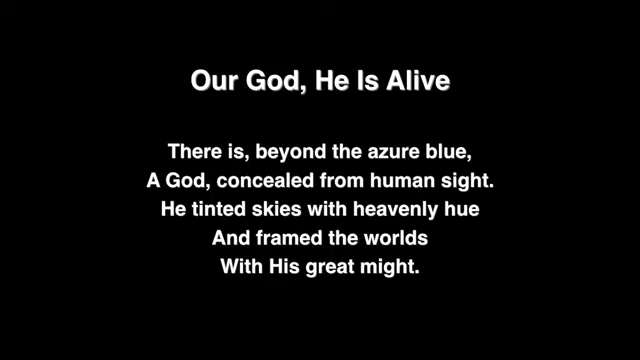 Our God, He Is Alive
There is, beyond the azure blue,
A God, concealed from human sight.
He tinted skies with heavenly hue
And framed the worlds
With His great might.